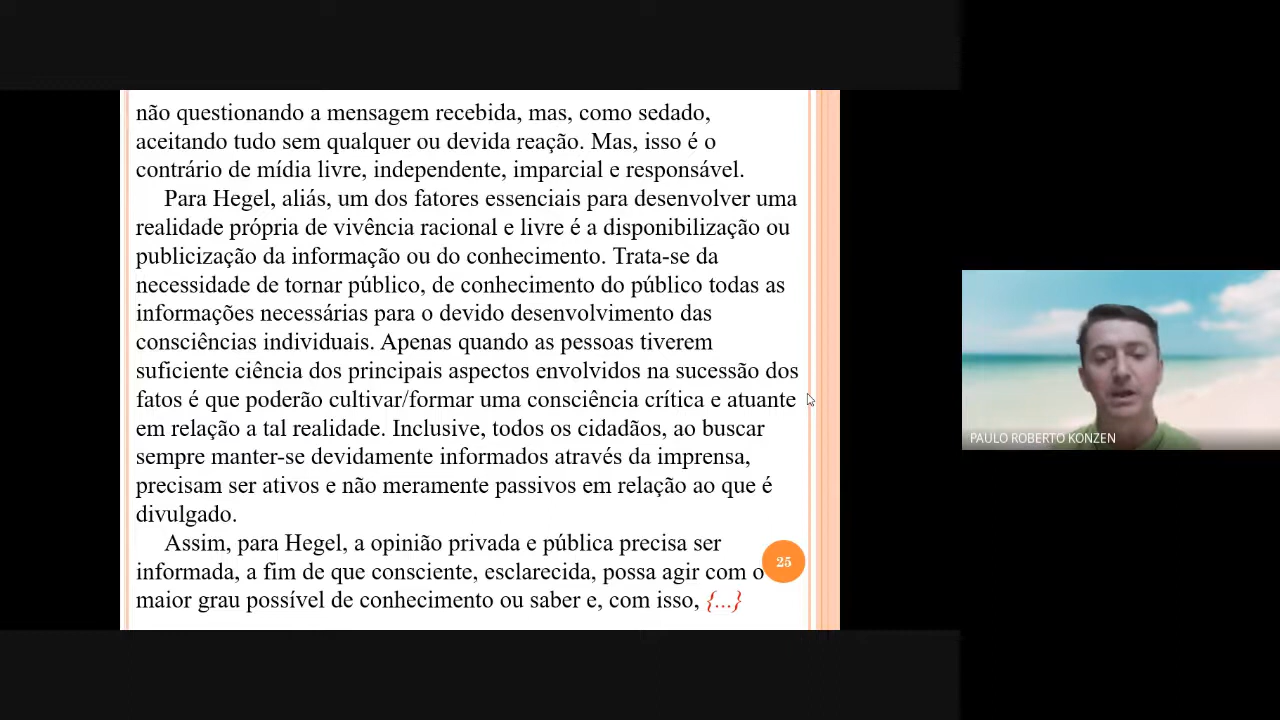 não questionando a mensagem recebida, mas, como sedado,
aceitando tudo sem qualquer ou devida reação. Mas, isso é o
contrário de mídia livre, independente, imparcial e responsável.
Para Hegel, aliás, um dos fatores essenciais para desenvolver uma
realidade própria de vivência racional e livre é a disponibilização ou
publicização da informação ou do conhecimento. Trata-se da
necessidade de tornar público, de conhecimento do público todas as
informações necessárias para o devido desenvolvimento das
consciências individuais. Apenas quando as pessoas tiverem
suficiente ciência dos principais aspectos envolvidos na sucessão dos
fatos é que poderão cultivar/formar uma consciência crítica e atuante
em relação a tal realidade. Inclusive, todos os cidadãos, ao buscar
sempre manter-se devidamente informados através da imprensa,
precisam ser ativos e não meramente passivos em relação ao que é
divulgado.
Assim, para Hegel, a opinião privada e pública precisa ser
informada, a fim de que consciente, esclarecida, possa agir com o
maior grau possível de conhecimento ou saber e, com isso, {...}
25
PAULO ROBERTO KONZEN